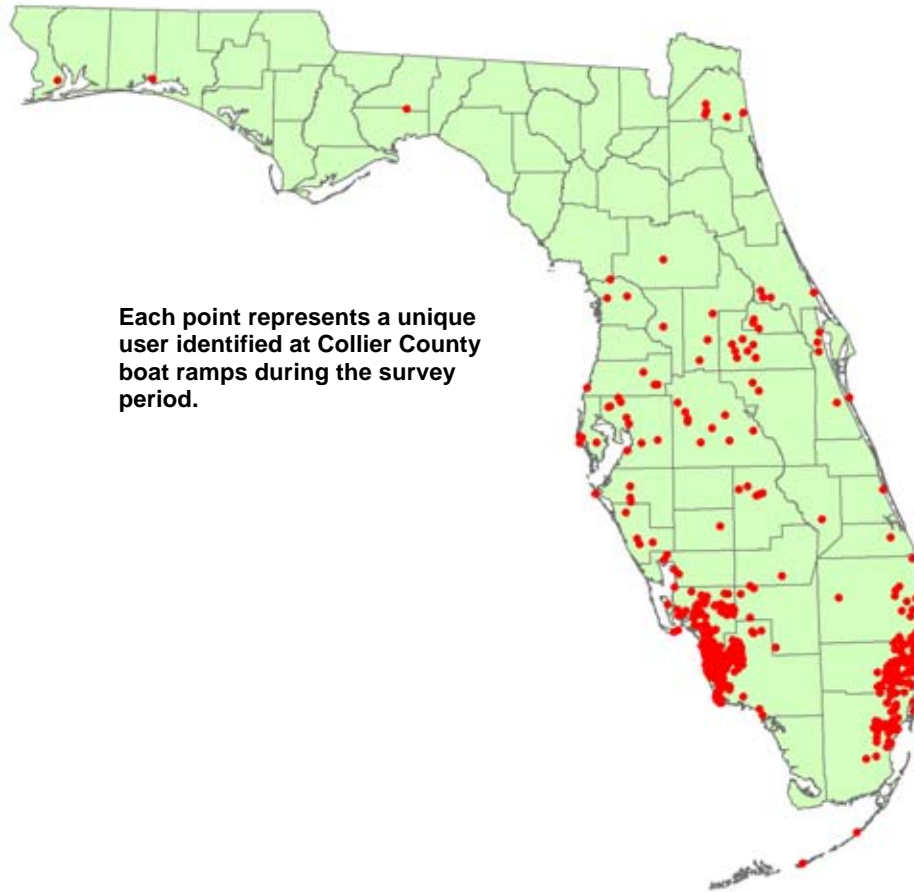 Each point represents a unique
user identified at Collier County
boat ramps during the survey
period.